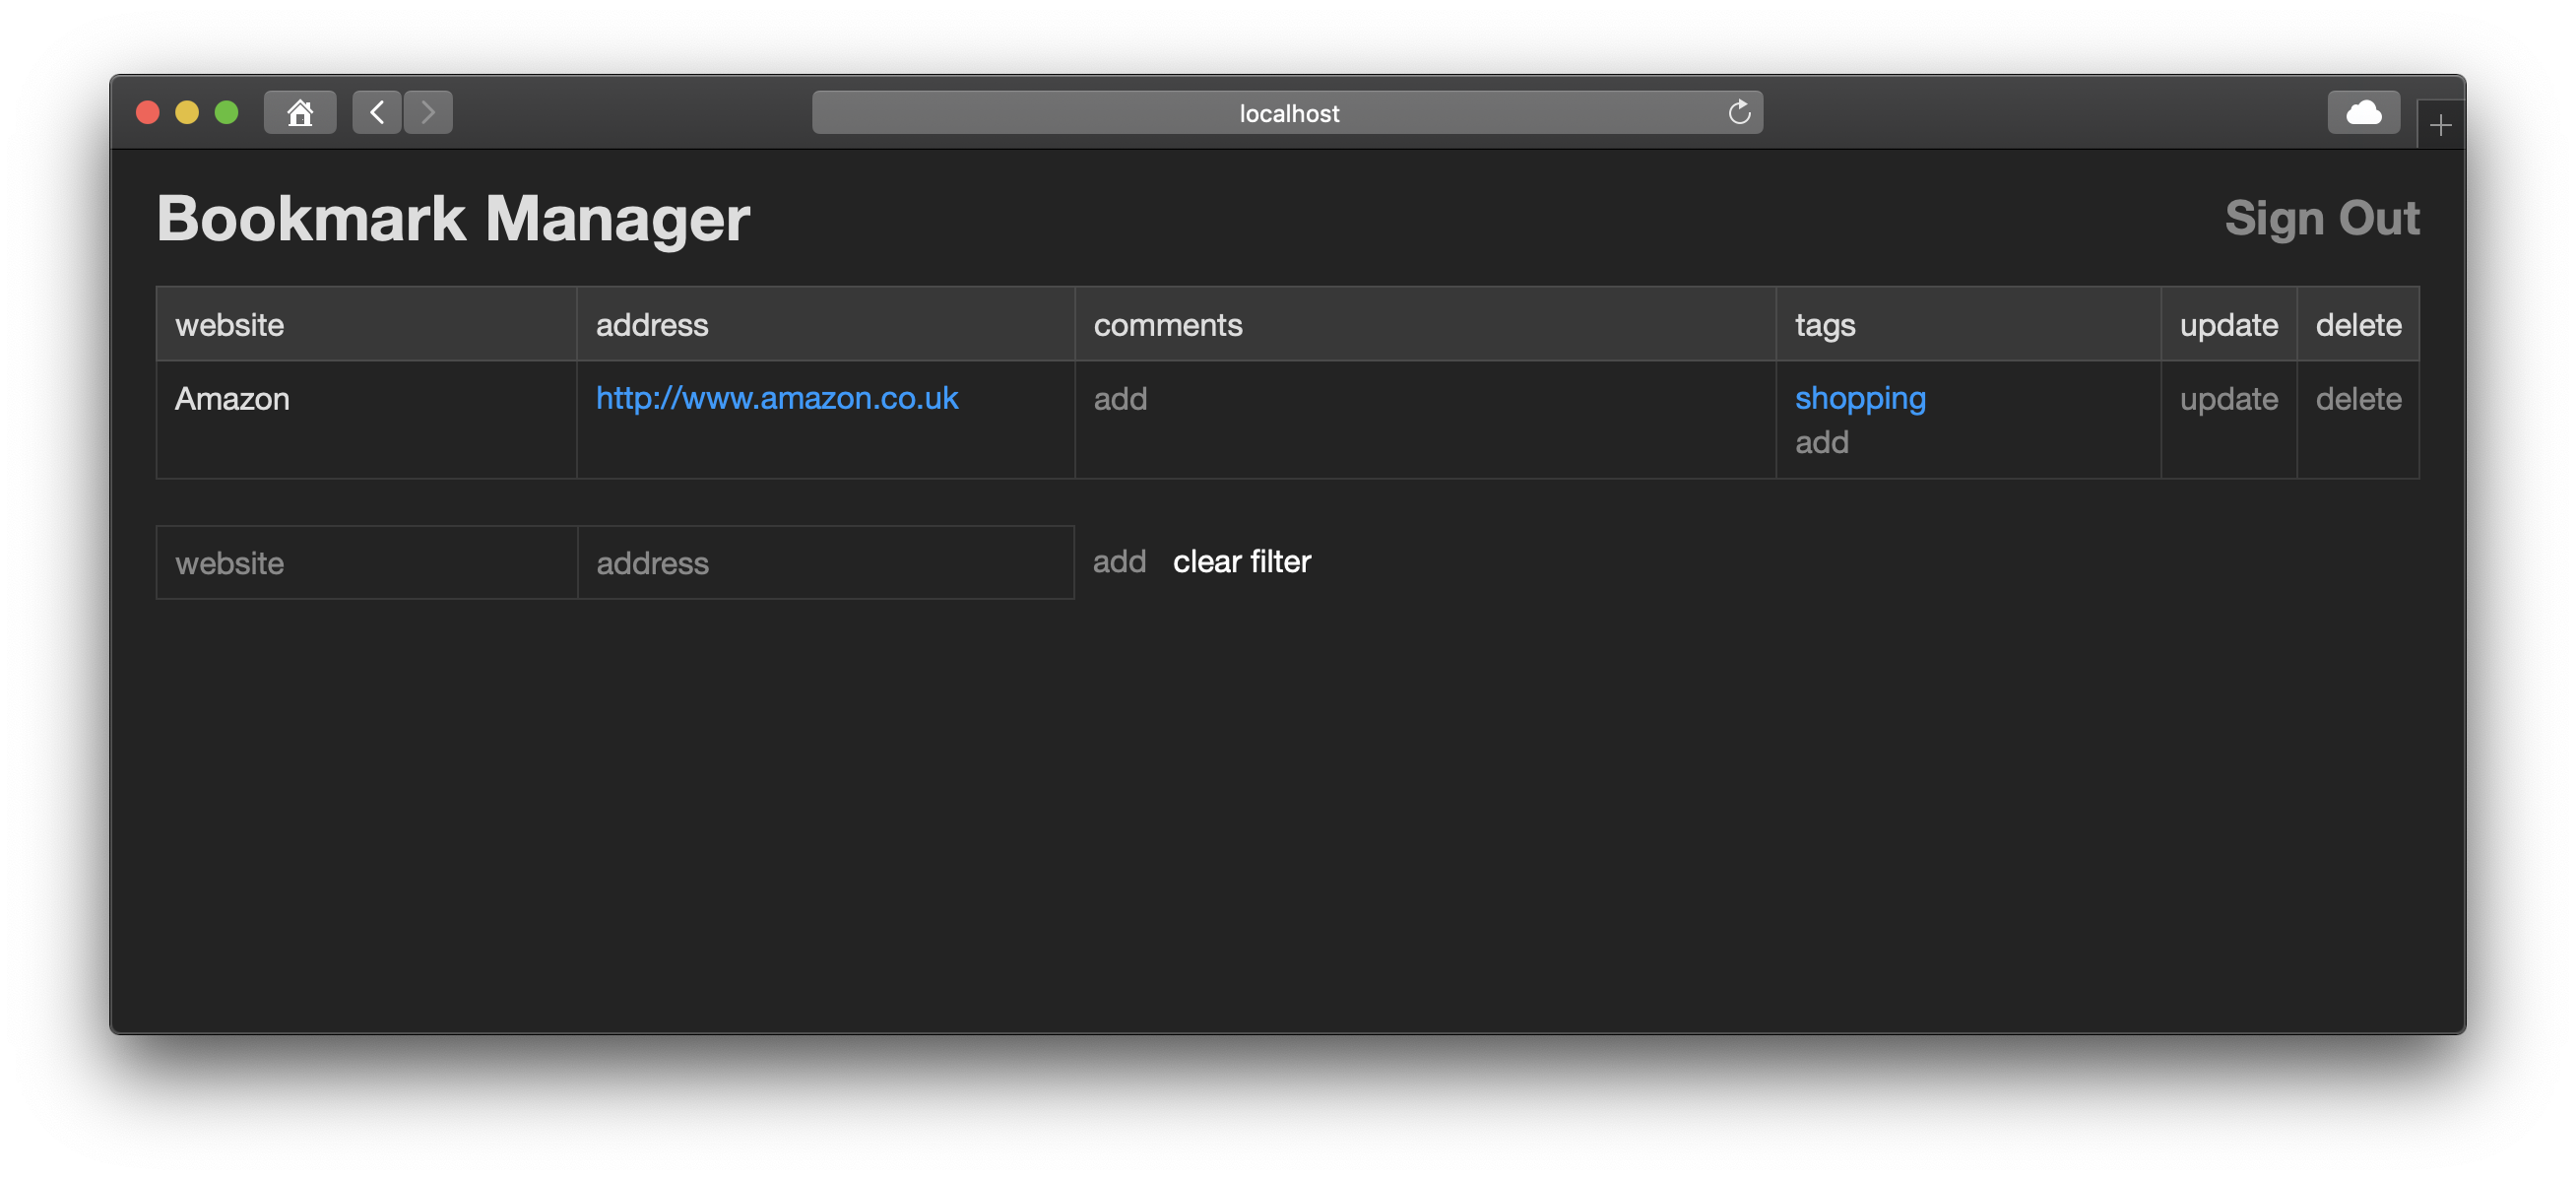 localhost
Bookmark Manager Sign Out
website address comments tags update delete
Amazon http://www.amazon.co.uk add shopping update delete
add
website address add clear filter